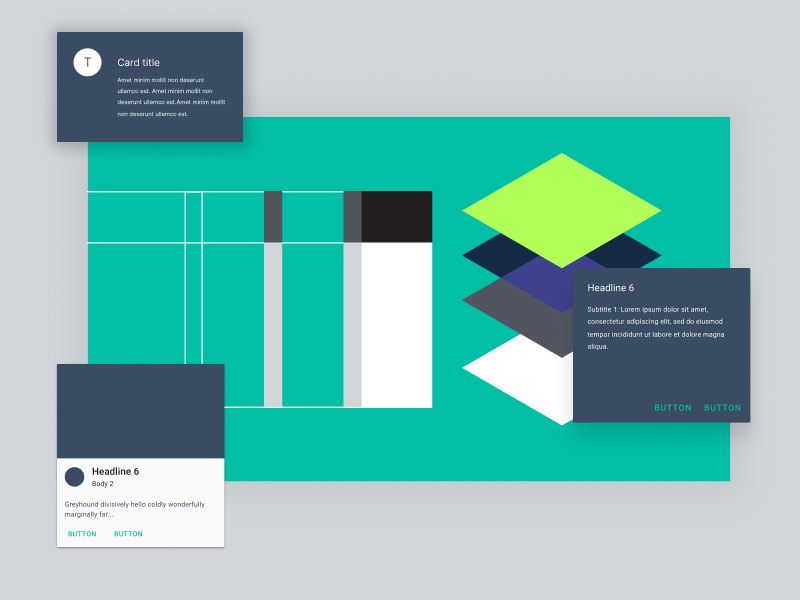 T
Card title
Amet minim mollit non deserunt
ullamco est. Amet minim mollit non
deserunt ullamco est.Amet minim mollit
non deserunt ullamco est.
Headline 6
Subtitle 1: Lorem ipsum dolor sit amet,
consectetur adipiscing elit, sed do eiusmod
tempor incididunt ut labore et dolore magna
aliqua.
BUTTON BUTTON
Headline 6
Body 2
Greyhound divisively hello coldly wonderfully
marginally far...
BUTTON BUTTON